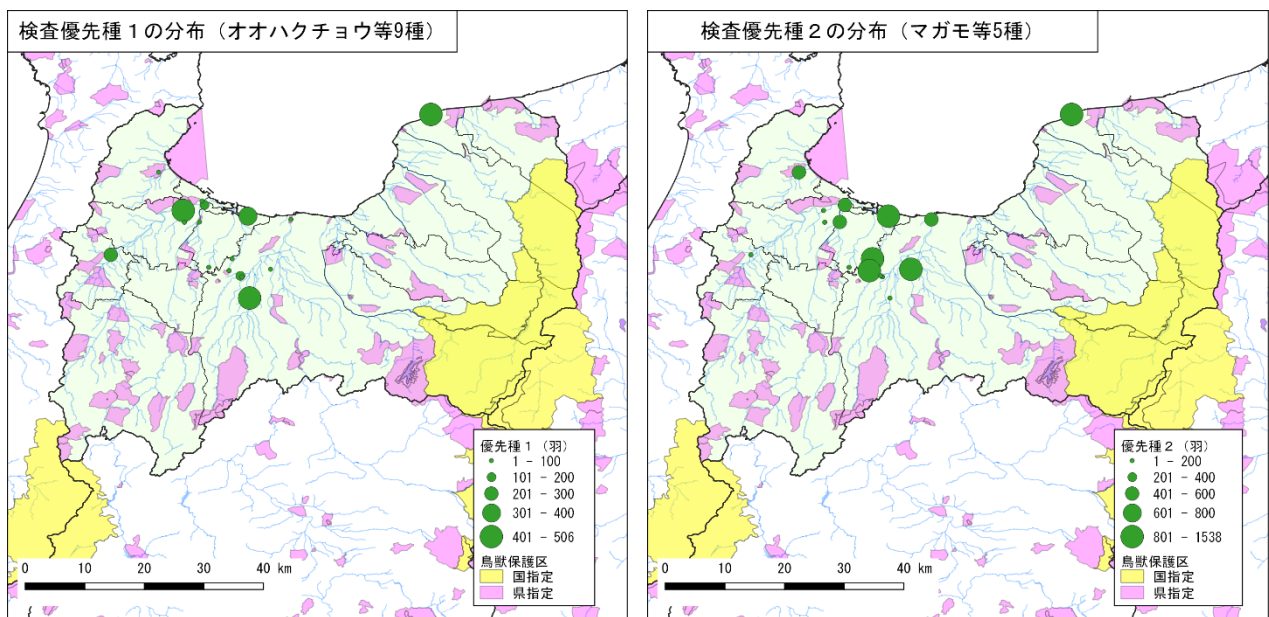 検査優先種１の分布（オオハクチョウ等9種）
優先種１（羽）
1 - 100
101 - 200
201 - 300
301 - 400
401 - 506
鳥獣保護区
国指定
県指定
0 10 20 30 40 km
検査優先種２の分布（マガモ等5種）
優先種２（羽）
1 - 200
201 - 400
401 - 600
601 - 800
801 - 1538
鳥獣保護区
国指定
県指定
0 10 20 30 40 km